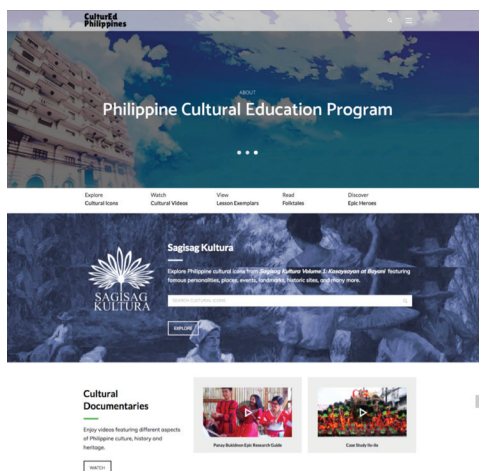 CulturEd
Philippines
ABOUT
Philippine Cultural Education Program
Explore
Cultural Icons
Watch
Cultural Videos
View
Lesson Exemplars
Read
Folktales
Discover
Epic Heroes
Sagisag Kultura
Explore Philippine cultural icons from Sagisag Kultura Volume 1: Kasaysayan at Bayani featuring
famous personalities, places, events, landmarks, historic sites, and many more.
SAGISAG
KULTURA
SEARCH CULTURAL ICONS
EXPLORE
Cultural
Documentaries
Enjoy videos featuring different aspects
of Philippine culture, history and
heritage.
WATCH
Panay Bukidnon Epic Research Guide
Case Study Ilo-Ilo